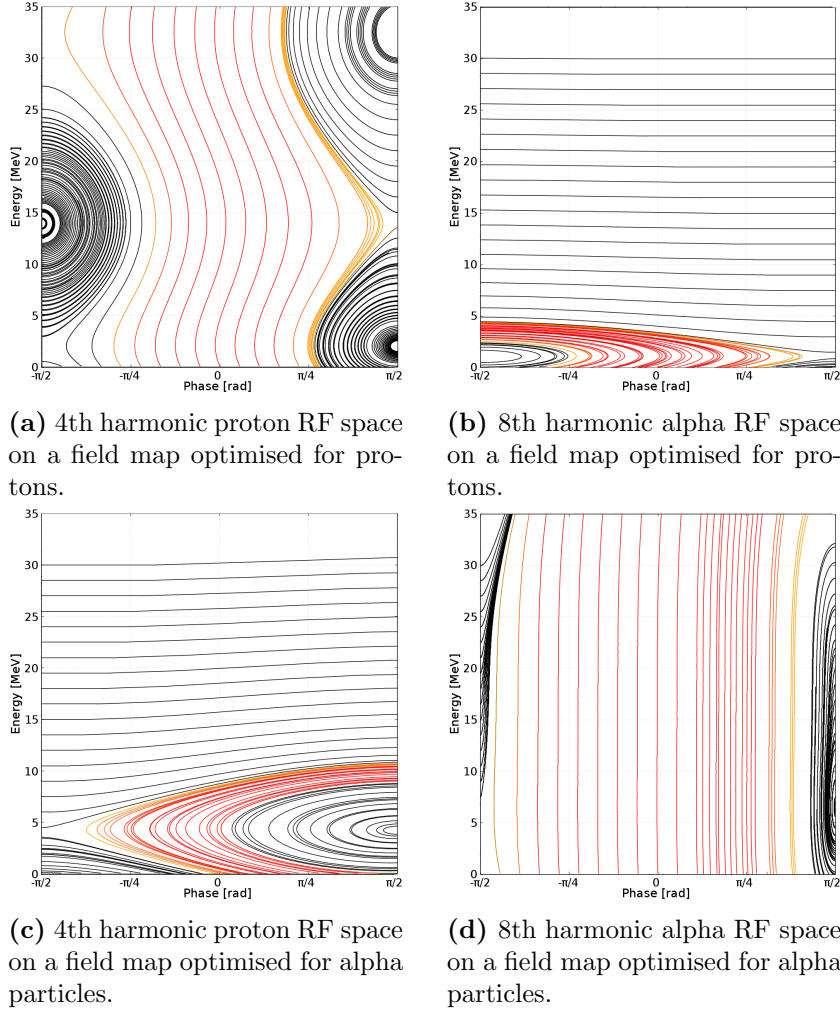 35
30
25
20
15
10
5
0
Energy [MeV]
-π/2
-π/4
0
π/4
π/2
Phase [rad]
(a) 4th harmonic proton RF space
on a field map optimised for pro-
tons.
35
30
25
20
15
10
5
0
Energy [MeV]
-π/2
-π/4
0
π/4
π/2
Phase [rad]
(b) 8th harmonic alpha RF space
on a field map optimised for pro-
tons.
35
30
25
20
15
10
5
0
Energy [MeV]
-π/2
-π/4
0
π/4
π/2
Phase [rad]
(c) 4th harmonic proton RF space
on a field map optimised for alpha
particles.
35
30
25
20
15
10
5
0
Energy [MeV]
-π/2
-π/4
0
π/4
π/2
Phase [rad]
(d) 8th harmonic alpha RF space
on a field map optimised for alpha
particles.